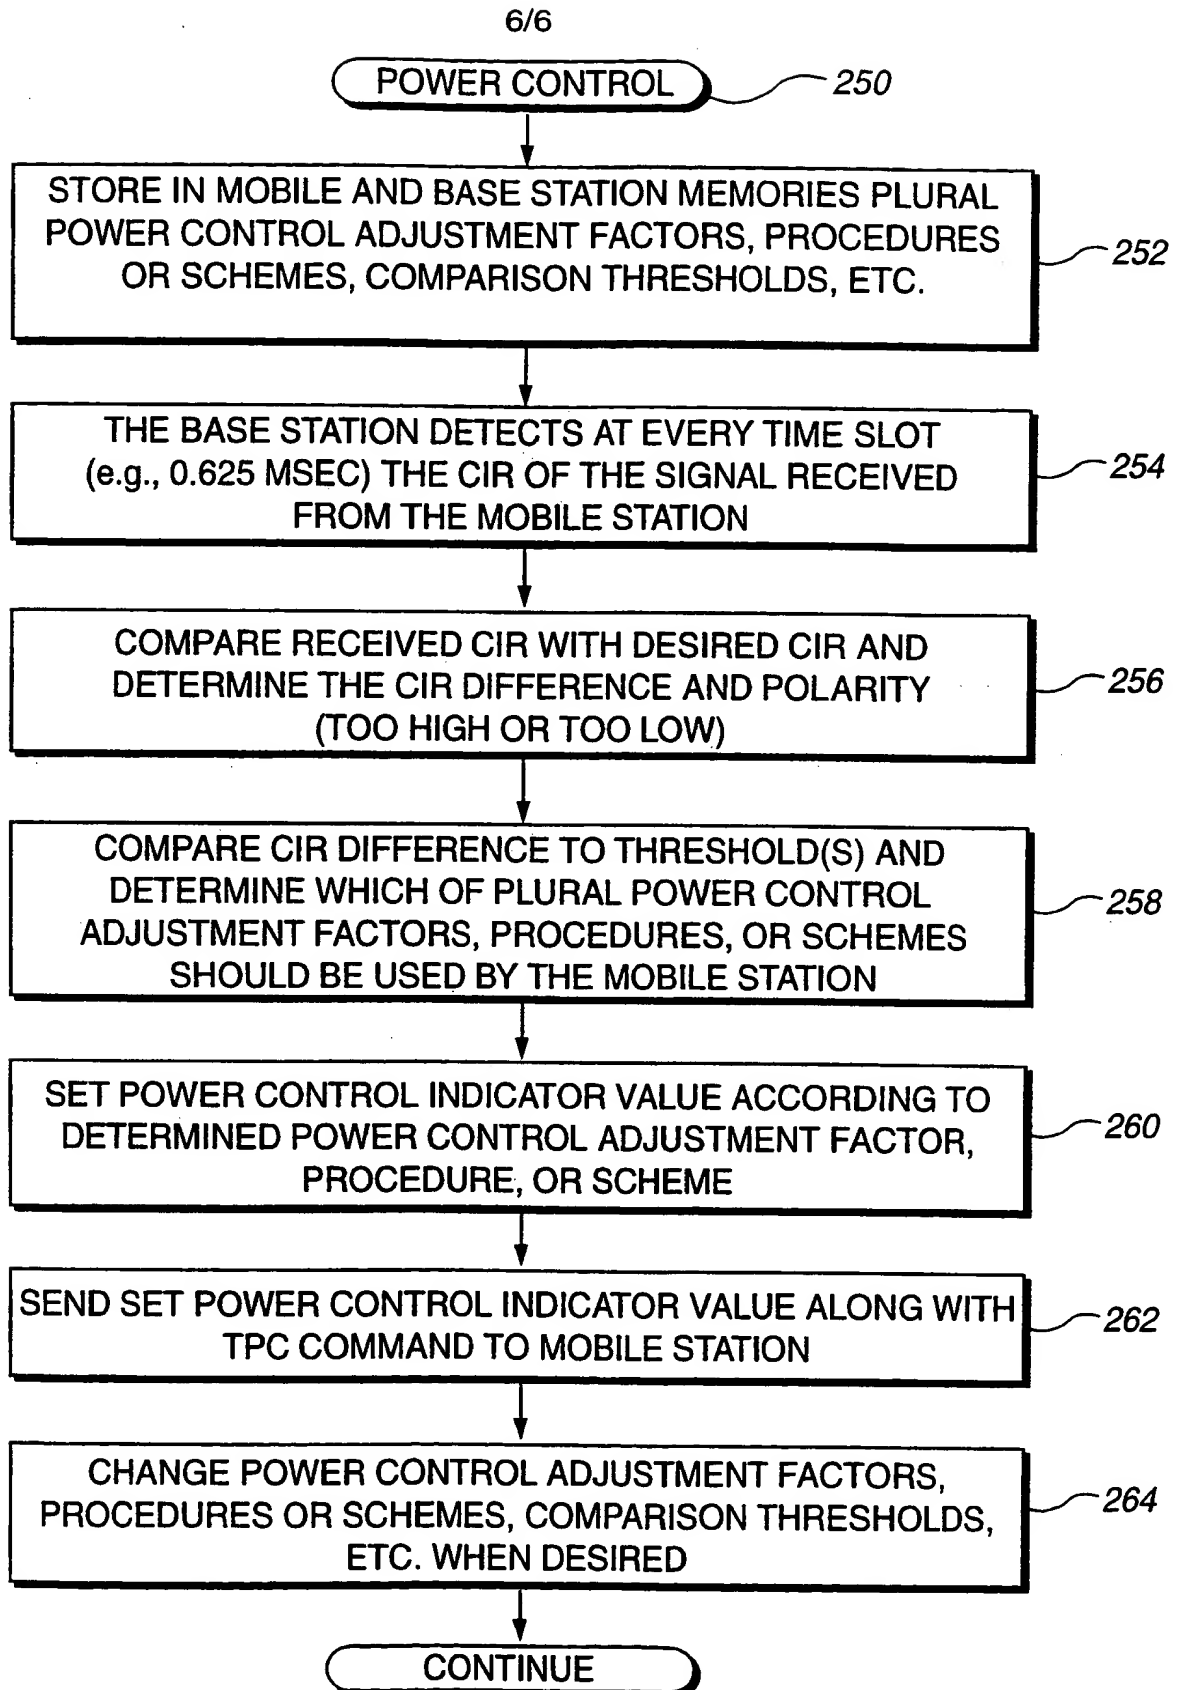 6/6
POWER CONTROL
250
STORE IN MOBILE AND BASE STATION MEMORIES PLURAL
POWER CONTROL ADJUSTMENT FACTORS, PROCEDURES
OR SCHEMES, COMPARISON THRESHOLDS, ETC.
252
THE BASE STATION DETECTS AT EVERY TIME SLOT
(e.g., 0.625 MSEC) THE CIR OF THE SIGNAL RECEIVED
FROM THE MOBILE STATION
254
COMPARE RECEIVED CIR WITH DESIRED CIR AND
DETERMINE THE CIR DIFFERENCE AND POLARITY
(TOO HIGH OR TOO LOW)
256
COMPARE CIR DIFFERENCE TO THRESHOLD(S) AND
DETERMINE WHICH OF PLURAL POWER CONTROL
ADJUSTMENT FACTORS, PROCEDURES, OR SCHEMES
SHOULD BE USED BY THE MOBILE STATION
258
SET POWER CONTROL INDICATOR VALUE ACCORDING TO
DETERMINED POWER CONTROL ADJUSTMENT FACTOR,
PROCEDURE, OR SCHEME
260
SEND SET POWER CONTROL INDICATOR VALUE ALONG WITH
TPC COMMAND TO MOBILE STATION
262
CHANGE POWER CONTROL ADJUSTMENT FACTORS,
PROCEDURES OR SCHEMES, COMPARISON THRESHOLDS,
ETC. WHEN DESIRED
264
CONTINUE